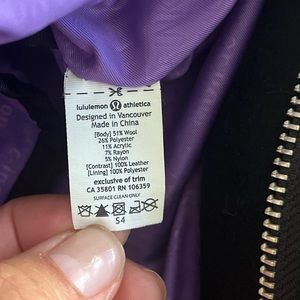 lululemon athletica
Designed in Vancouver
Made in China
[Body] 51% Wool
26% Polyester
11% Acrylic
7% Rayon
5% Nylon
[Contrast] 100% Leather
[Lining] 100% Polyester
exclusive of trim
CA 35801 RN 106359
SURFACE CLEAN ONLY
S4